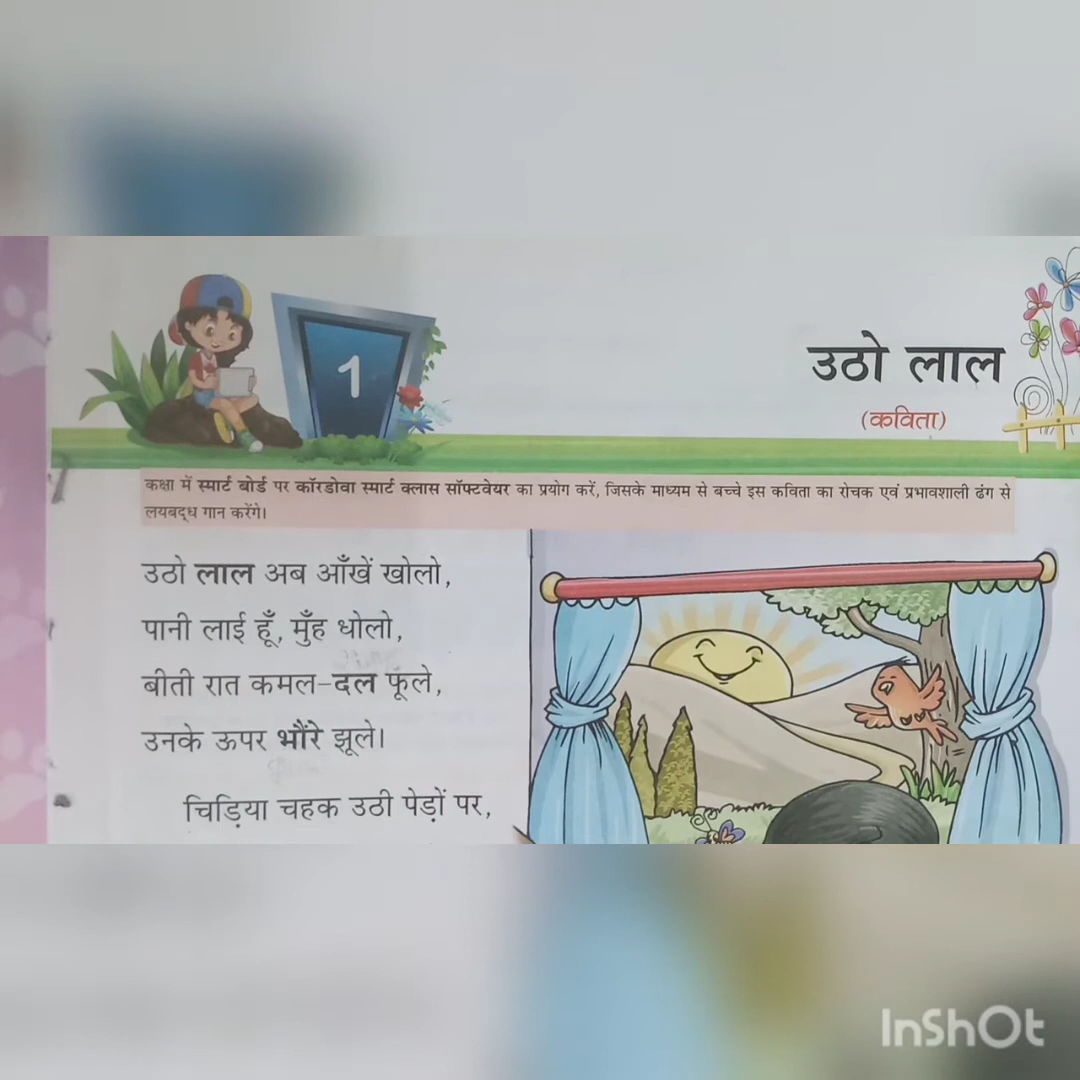 1
उठो लाल
(कविता)
कक्षा में स्मार्ट बोर्ड पर कॉरडोवा स्मार्ट क्लास सॉफ्टवेयर का प्रयोग करें, जिसके माध्यम से बच्चे इस कविता का रोचक एवं प्रभावशाली ढंग से
लयबद्ध गान करेंगे।
उठो लाल अब आँखें खोलो,
पानी लाई हूँ, मुँह धोलो,
बीती रात कमल-दल फूले,
उनके ऊपर भौंरे झूले।
चिड़िया चहक उठी पेड़ों पर,
InShOt